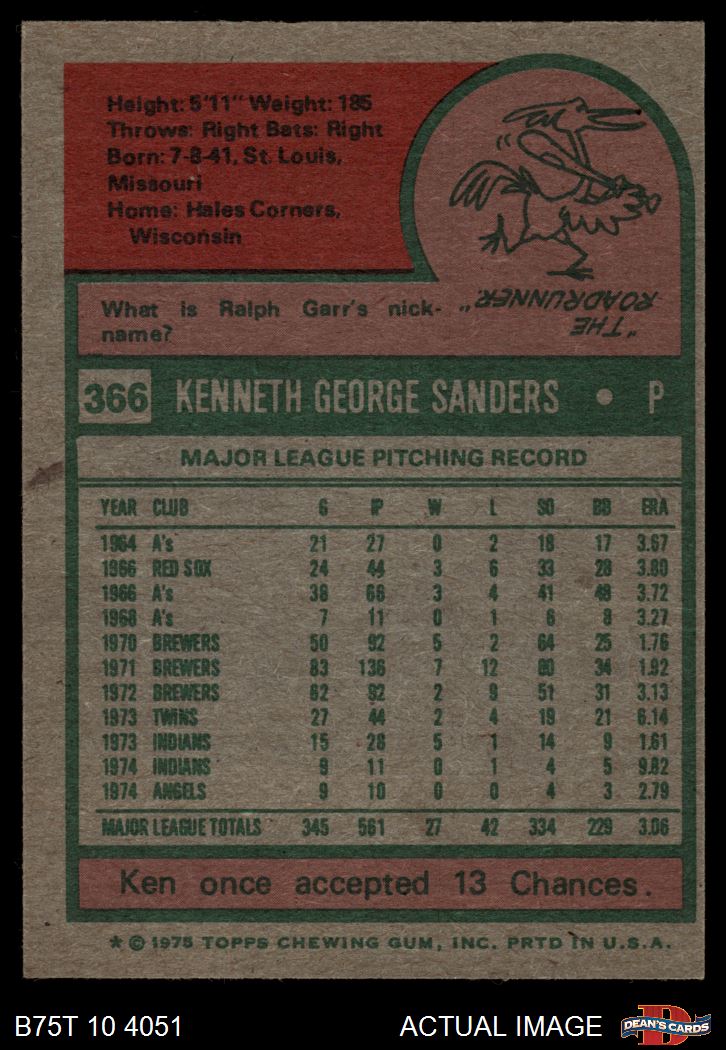 Height: 5'11" Weight: 185
Throws: Right Bats: Right
Born: 7-8-41, St. Louis,
Missouri
Home: Hales Corners,
Wisconsin
What is Ralph Garr's nick-
name?
"THE
ROADRUNNER."
366 KENNETH GEORGE SANDERS • P
MAJOR LEAGUE PITCHING RECORD
YEAR CLUB G IP W L SO BB ERA
1964 A's 21 27 0 2 18 17 3.67
1966 RED SOX 24 44 3 6 33 28 3.80
1966 A's 38 68 3 4 41 48 3.72
1968 A's 7 11 0 1 6 8 3.27
1970 BREWERS 50 92 5 2 64 25 1.76
1971 BREWERS 83 136 7 12 80 34 1.92
1972 BREWERS 62 92 2 9 51 31 3.13
1973 TWINS 27 44 2 4 19 21 6.14
1973 INDIANS 15 28 5 1 14 9 1.61
1974 INDIANS 9 11 0 1 4 5 9.82
1974 ANGELS 9 10 0 0 4 3 2.79
MAJOR LEAGUE TOTALS 345 561 27 42 334 229 3.06
Ken once accepted 13 Chances.
* © 1975 TOPPS CHEWING GUM, INC. PRTD IN U.S.A.
B75T 10 4051 ACTUAL IMAGE
D
DEAN'S CARDS